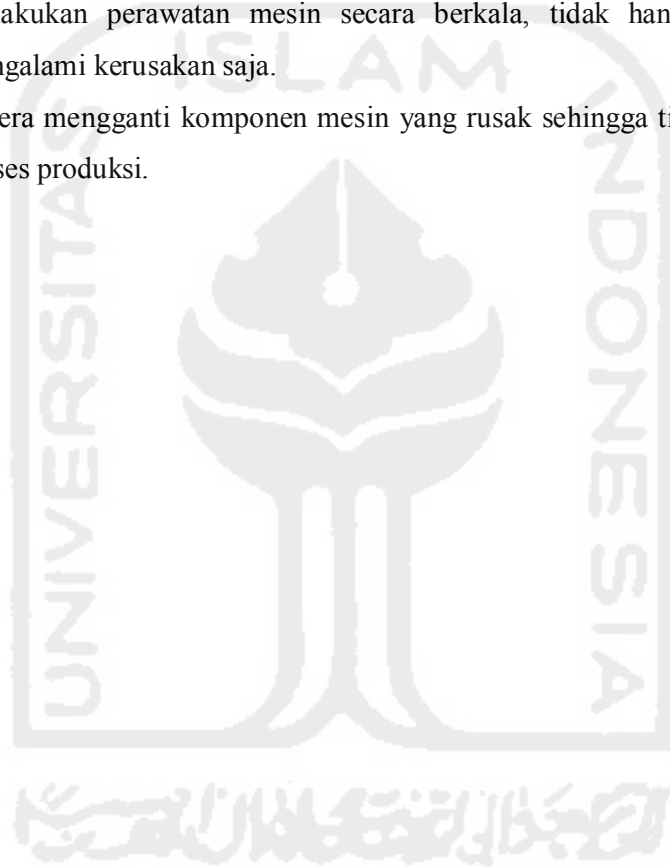 lakukan perawatan mesin secara berkala, tidak han
ngalami kerusakan saja.
era mengganti komponen mesin yang rusak sehingga ti
ses produksi.
ISLAM
UNIVERSITAS
INDONESIA